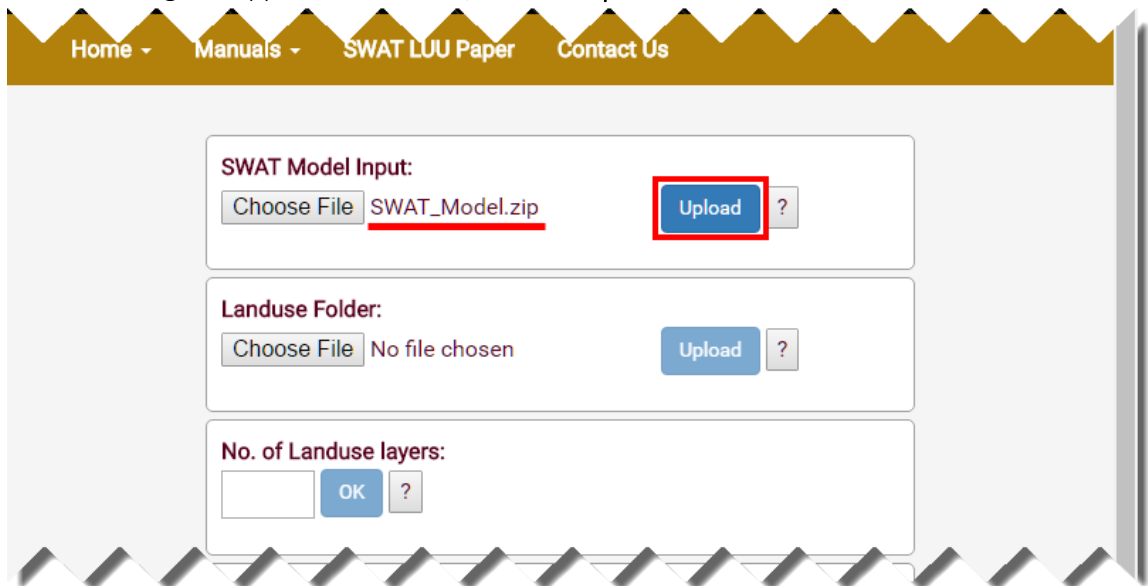 Home Manuals SWAT LUU Paper Contact Us
SWAT Model Input:
Choose File SWAT_Model.zip Upload ?
Landuse Folder:
Choose File No file chosen Upload ?
No. of Landuse layers:
OK ?